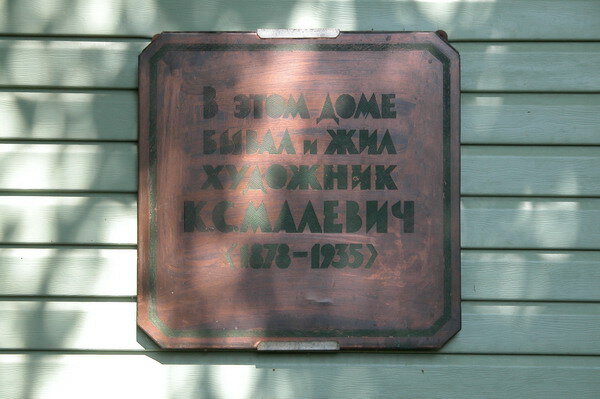 В ЭТОМ ДОМЕ
БЫВАЛ И ЖИЛ
ХУДОЖНИК
К.С.МАЛЕВИЧ
<1878-1935>